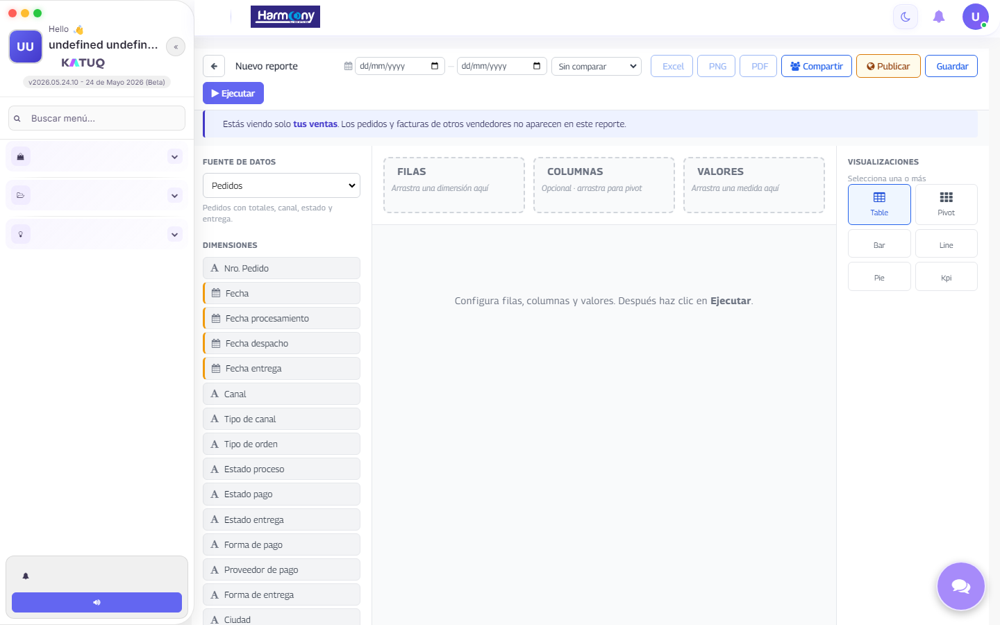 Hello 👋
UU
undefined undefin...
«
KATUQ
v2026.05.24.10 - 24 de Mayo 2026 (Beta)
Buscar menú...
Harmony
U
Nuevo reporte
dd/mm/yyyy
—
dd/mm/yyyy
Sin comparar
Excel
PNG
PDF
Compartir
Publicar
Guardar
Ejecutar
Estás viendo solo tus ventas. Los pedidos y facturas de otros vendedores no aparecen en este reporte.
FUENTE DE DATOS
Pedidos
Pedidos con totales, canal, estado y
entrega.
DIMENSIONES
A Nro. Pedido
Fecha
Fecha procesamiento
Fecha despacho
Fecha entrega
A Canal
A Tipo de canal
A Tipo de orden
A Estado proceso
A Estado pago
A Estado entrega
A Forma de pago
A Proveedor de pago
A Forma de entrega
A Ciudad
FILAS
Arrastra una dimensión aquí
COLUMNAS
Opcional · arrastra para pivot
VALORES
Arrastra una medida aquí
Configura filas, columnas y valores. Después haz clic en Ejecutar.
VISUALIZACIONES
Selecciona una o más
Table
Pivot
Bar
Line
Pie
Kpi